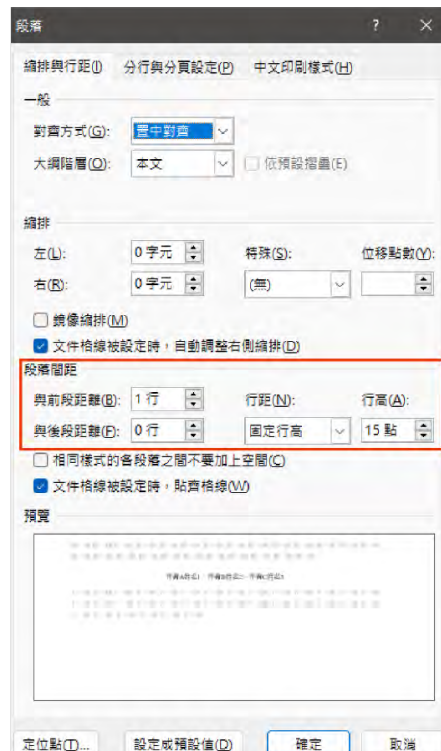 段落 ? ×
縮排與行距(I) 分行與分頁設定(P) 中文印刷樣式(H)
一般
對齊方式(G): 置中對齊
大綱階層(O): 本文 依預設摺疊(E)
縮排
左(L): 0 字元 特殊(S): 位移點數(Y):
右(R): 0 字元 (無)
鏡像縮排(M)
文件格線被設定時，自動調整右側縮排(D)
段落間距
與前段距離(B): 1 行 行距(N): 行高(A):
與後段距離(F): 0 行 固定行高 15 點
相同樣式的各段落之間不要加上空間(C)
文件格線被設定時，貼齊格線(W)
預覽
定位點(T)... 設定成預設值(D) 確定 取消